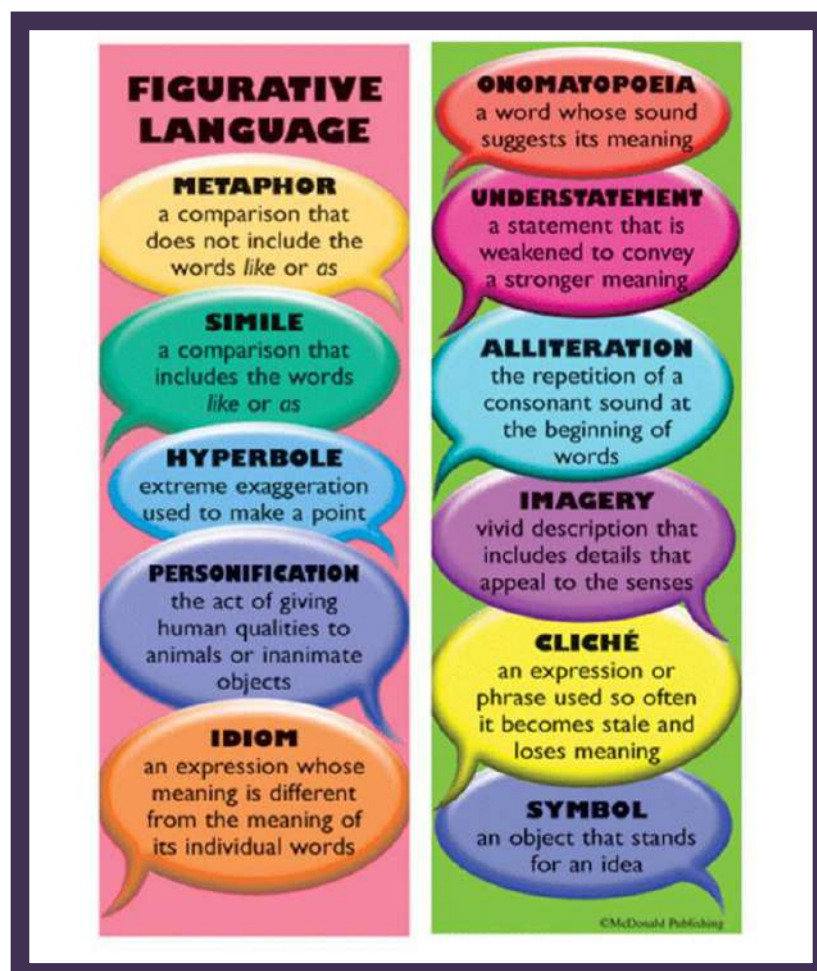 FIGURATIVE
LANGUAGE
METAPHOR
a comparison that
does not include the
words like or as
SIMILE
a comparison that
includes the words
like or as
HYPERBOLE
extreme exaggeration
used to make a point
PERSONIFICATION
the act of giving
human qualities to
animals or inanimate
objects
IDIOM
an expression whose
meaning is different
from the meaning of
its individual words
ONOMATOPOEIA
a word whose sound
suggests its meaning
UNDERSTATEMENT
a statement that is
weakened to convey
a stronger meaning
ALLITERATION
the repetition of a
consonant sound at
the beginning of
words
IMAGERY
vivid description that
includes details that
appeal to the senses
CLICHÉ
an expression or
phrase used so often
it becomes stale and
loses meaning
SYMBOL
an object that stands
for an idea
©McDonald Publishing